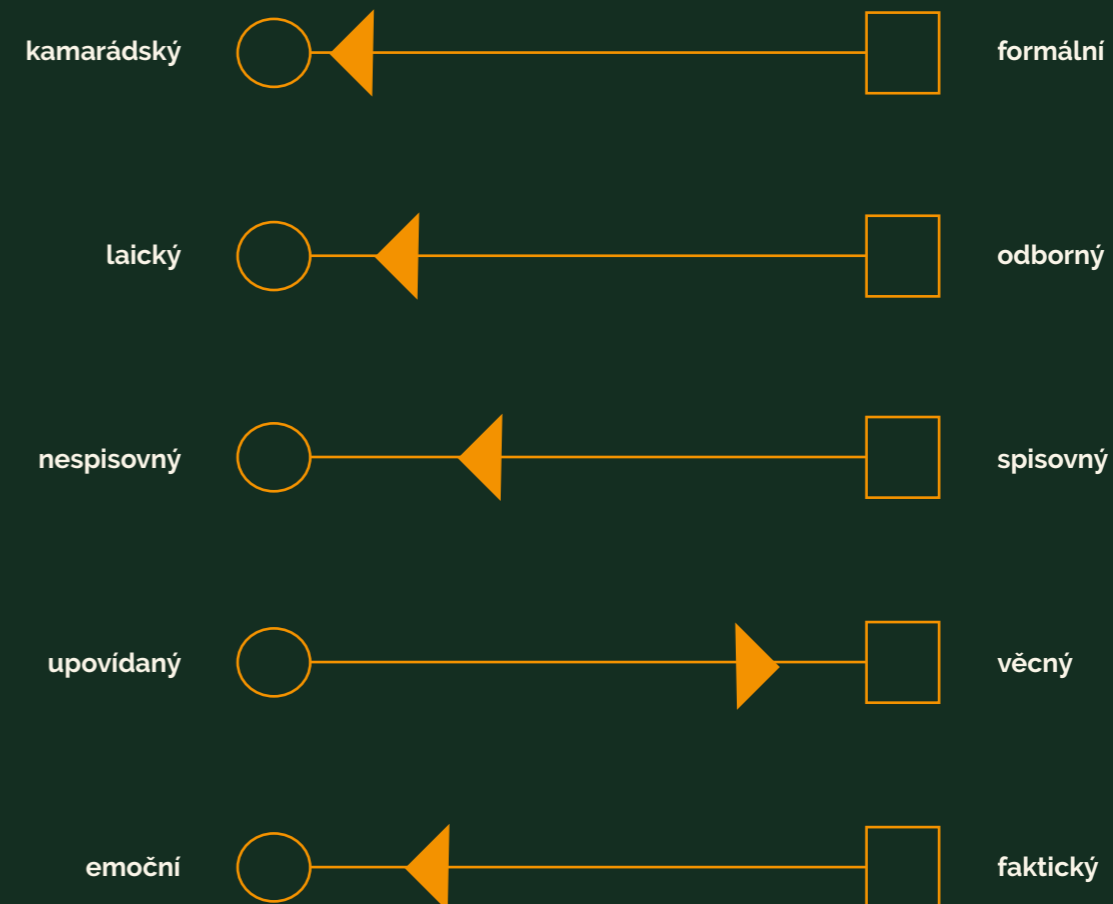 kamarádský formální
laický odborný
nespisovný spisovný
upovídaný věcný
emoční faktický